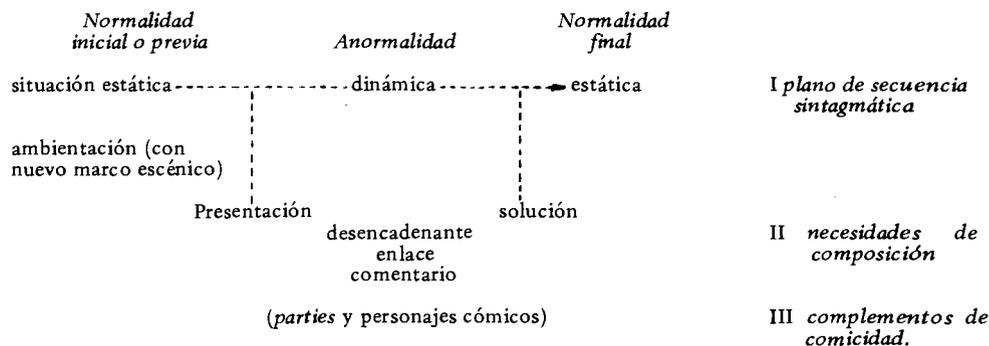 Normalidad inicial o previa
Anormalidad
Normalidad final
situación estática dinámica estática
I plano de secuencia sintagmática
ambientación (con
nuevo marco escénico)
Presentación
solución
desencadenante
enlace
comentario
II necesidades de composición
(parties y personajes cómicos)
III complementos de comicidad.